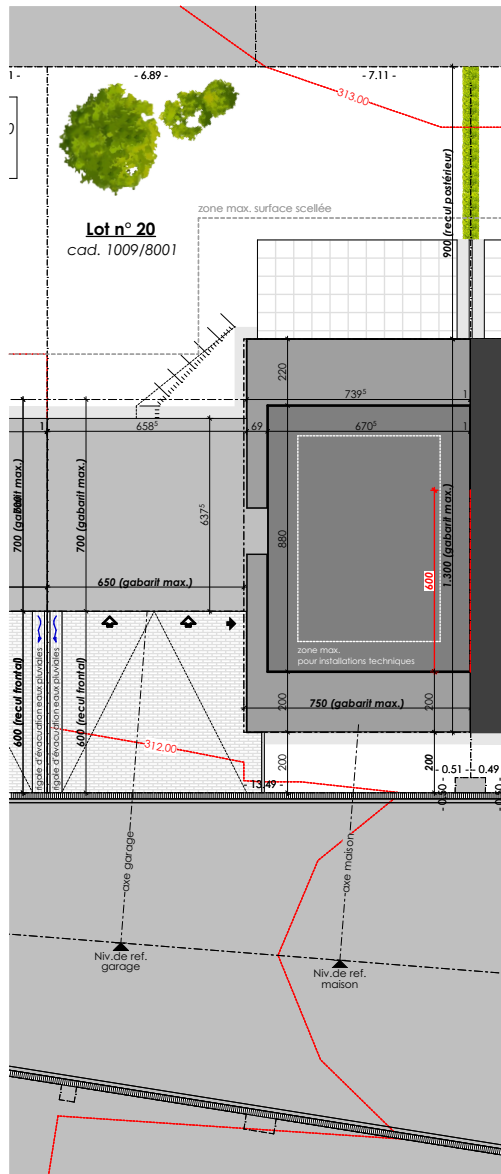 - 6.89 -
- 7.11 -
313.00
900 (recul postérieur)
Lot n° 20
cad. 1009/8001
zone max. surface scellée
220
739⁵
1
1
658⁵
69
670⁵
1
700 (gabarit max.)
700 (gabarit max.)
637⁵
880
600
1.300 (gabarit max.)
650 (gabarit max.)
zone max.
pour installations techniques
600 (recul frontal)
rigole d'évacuation eaux pluviales
rigole d'évacuation eaux pluviales
600 (recul frontal)
200
200
750 (gabarit max.)
312.00
200
200
- 13.49 -
- 0.51 -
- 0.49 -
-0.50 -
axe garage
axe maison
Niv.de ref.
garage
Niv.de ref.
maison